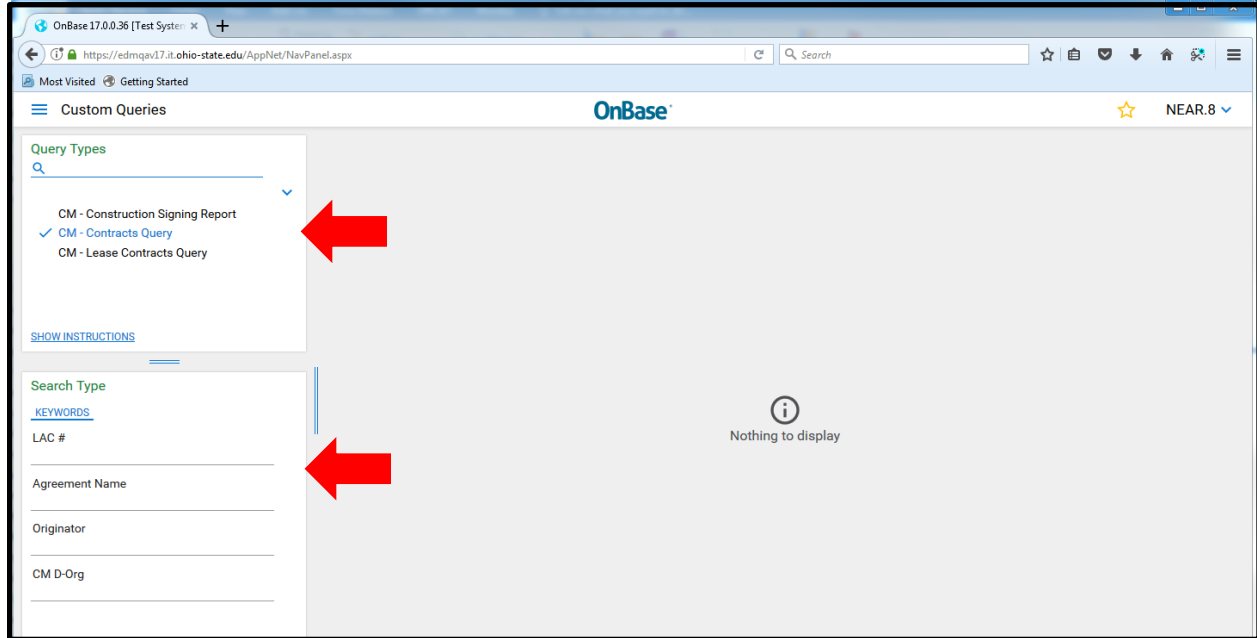 OnBase 17.0.0.36 [Test System
https://edmqav17.it.ohio-state.edu/AppNet/NavPanel.aspx
Search
Most Visited
Getting Started
Custom Queries
OnBase
NEAR.8
Query Types
CM - Construction Signing Report
CM - Contracts Query
CM - Lease Contracts Query
SHOW INSTRUCTIONS
Search Type
KEYWORDS
LAC #
Agreement Name
Originator
CM D-Org
Nothing to display